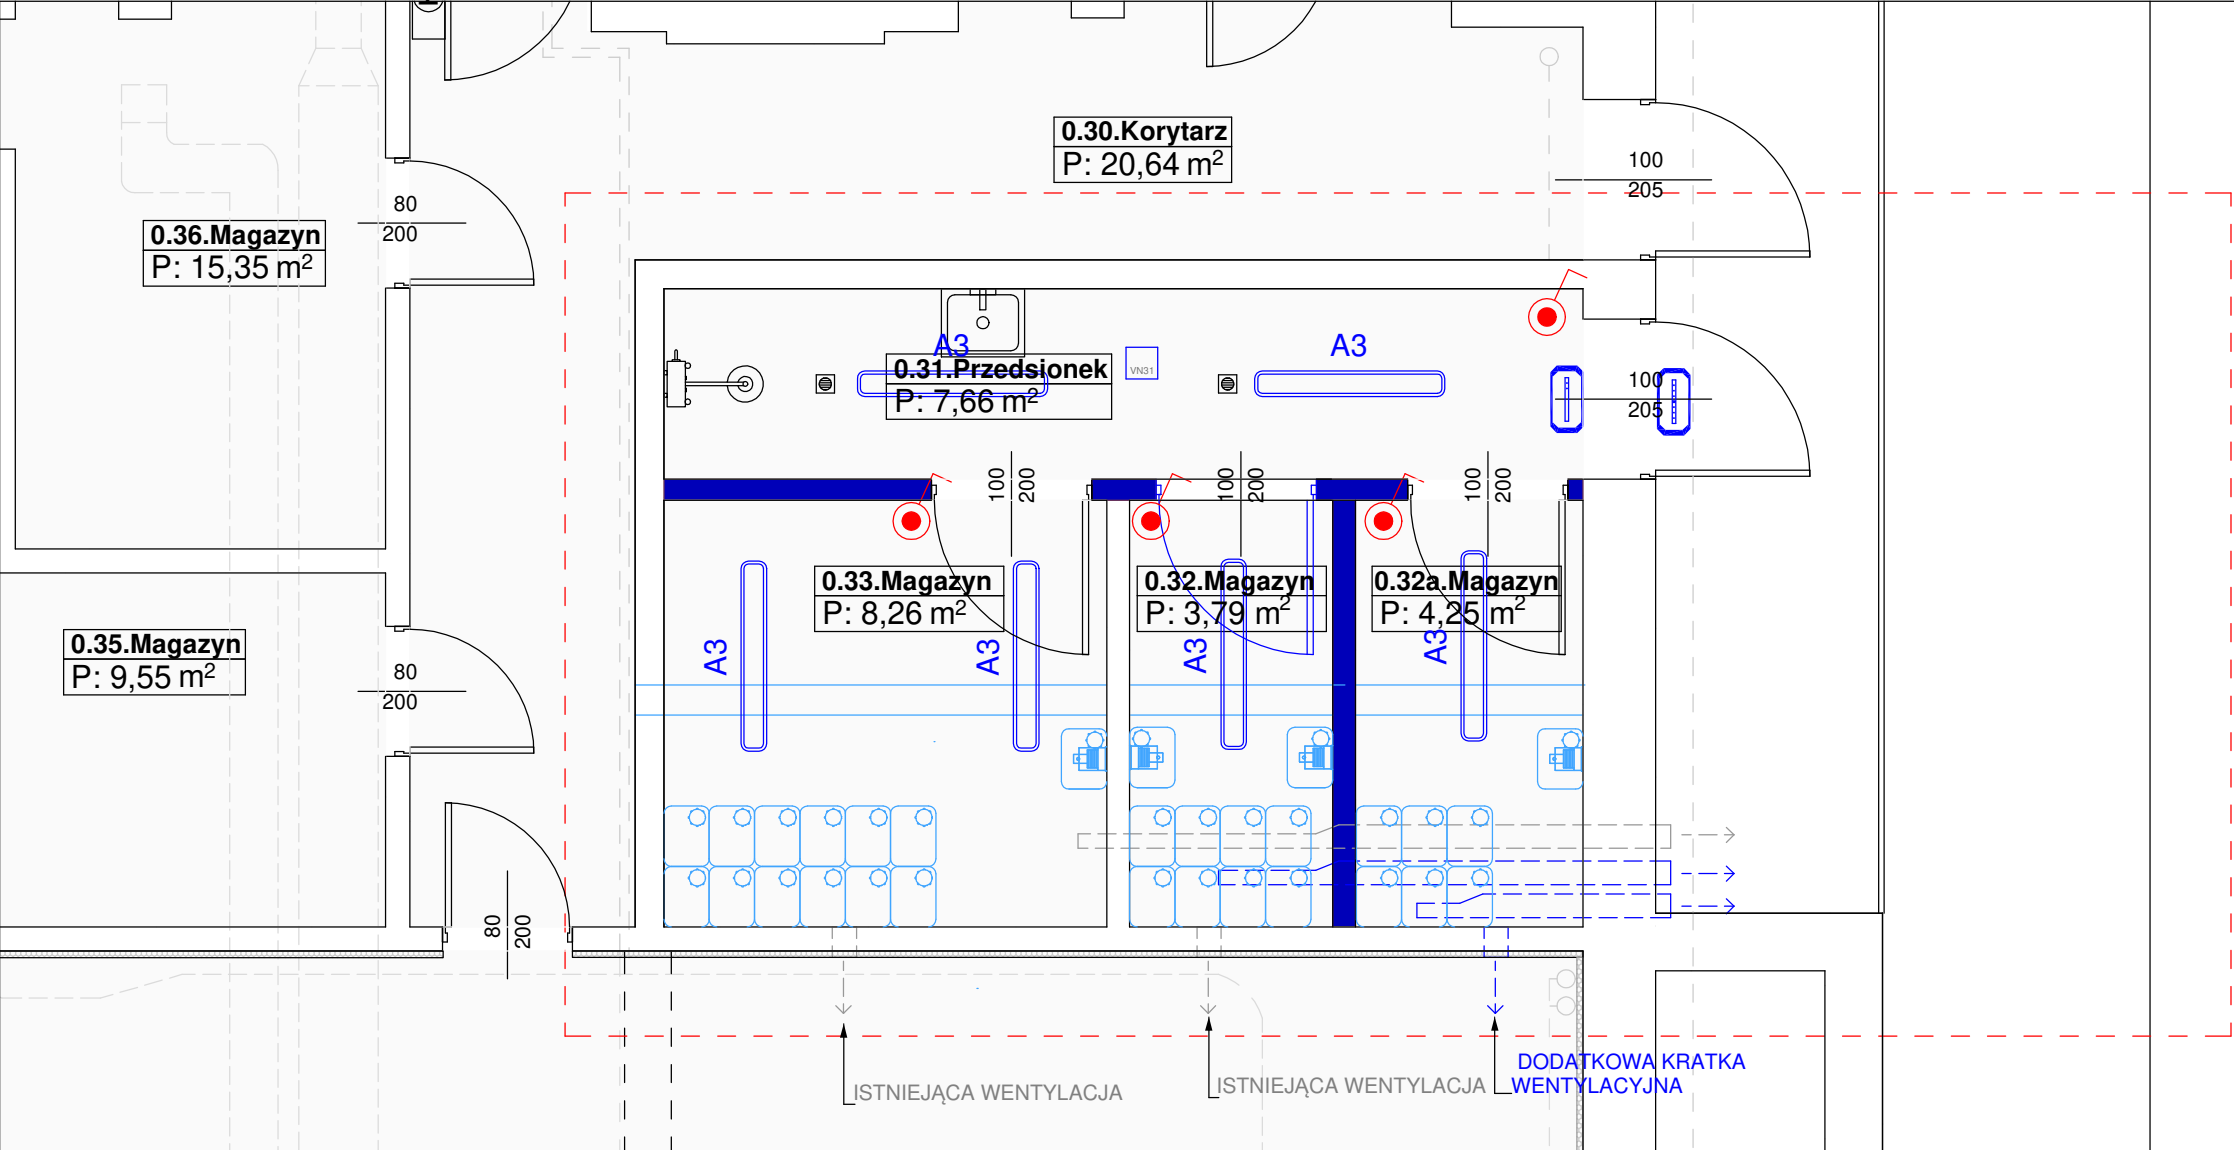 0.30.Korytarz
P: 20,64 m²
100
205
80
200
0.36.Magazyn
P: 15,35 m²
A3
A3
0.31.Przedsionek
P: 7,66 m²
VN31
100
205
100
200
100
200
100
200
0.33.Magazyn
P: 8,26 m²
0.32.Magazyn
P: 3,79 m²
0.32a.Magazyn
P: 4,25 m²
A3
A3
A3
A3
0.35.Magazyn
P: 9,55 m²
80
200
80
200
ISTNIEJĄCA WENTYLACJA
ISTNIEJĄCA WENTYLACJA
DODATKOWA KRATKA
WENTYLACYJNA